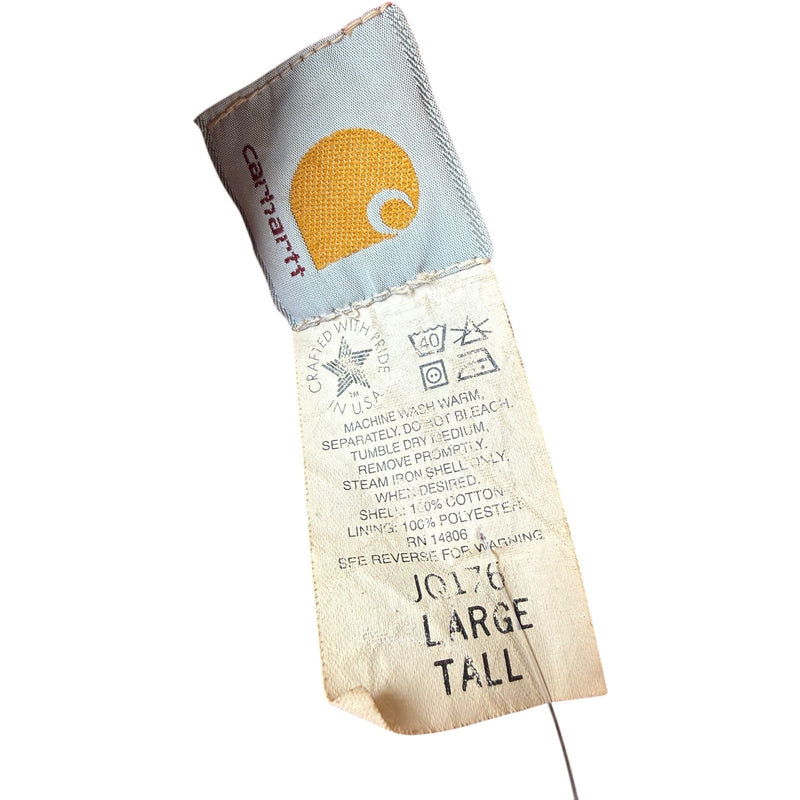 carhartt
CRAFTED WITH PRIDE
IN U.S.A.
TM
40
MACHINE WASH WARM,
SEPARATELY. DO NOT BLEACH.
TUMBLE DRY MEDIUM,
REMOVE PROMPTLY.
STEAM IRON SHELL ONLY,
WHEN DESIRED.
SHELL: 100% COTTON
LINING: 100% POLYESTER
RN 14806
SEE REVERSE FOR WARNING
JQ176
LARGE
TALL